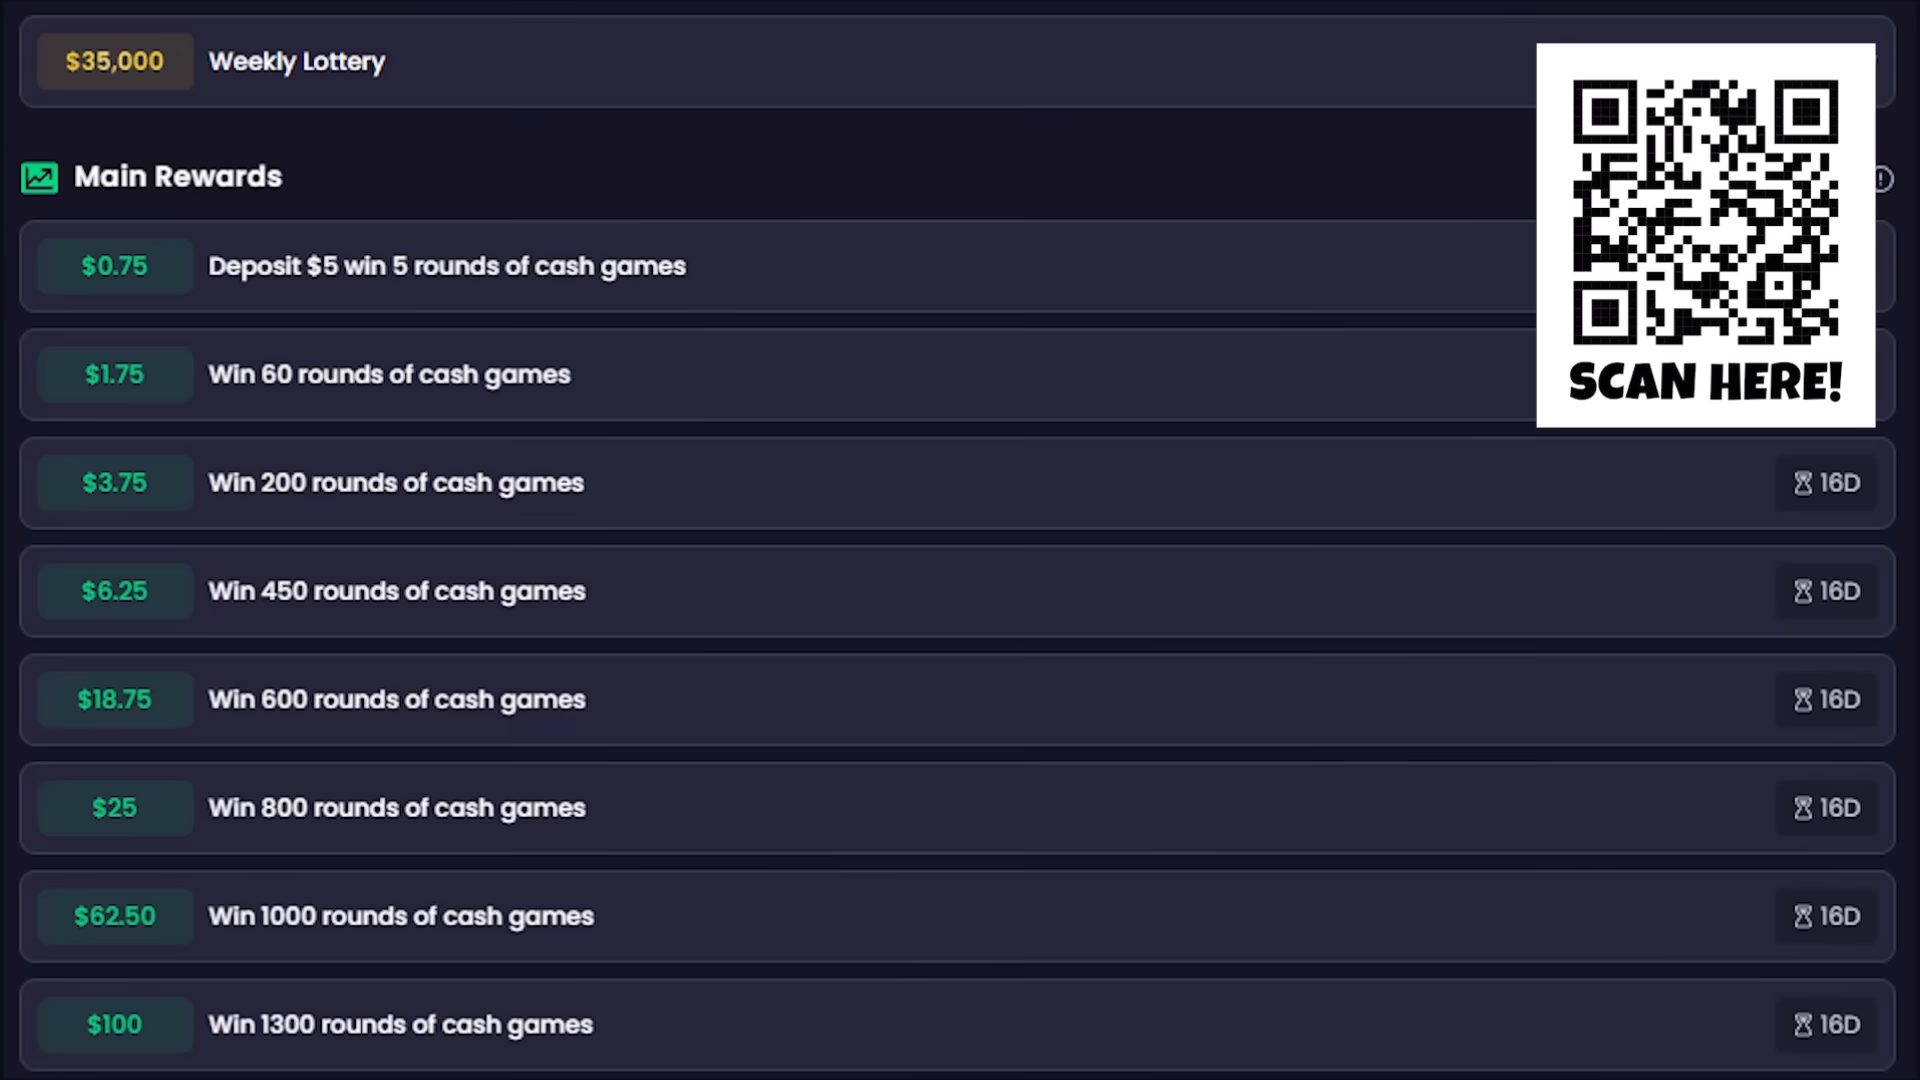 $35,000 Weekly Lottery
Main Rewards
$0.75 Deposit $5 win 5 rounds of cash games
$1.75 Win 60 rounds of cash games
SCAN HERE!
$3.75 Win 200 rounds of cash games 16D
$6.25 Win 450 rounds of cash games 16D
$18.75 Win 600 rounds of cash games 16D
$25 Win 800 rounds of cash games 16D
$62.50 Win 1000 rounds of cash games 16D
$100 Win 1300 rounds of cash games 16D